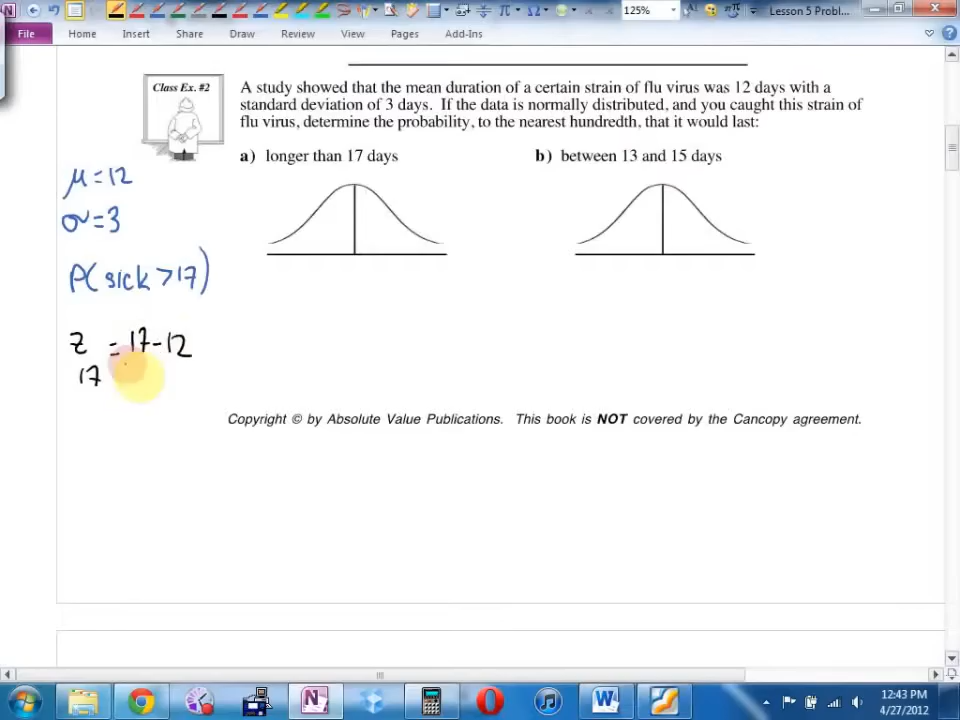 125%
Lesson 5 Probl...
File Home Insert Share Draw Review View Pages Add-Ins
Class Ex. #2
A study showed that the mean duration of a certain strain of flu virus was 12 days with a
standard deviation of 3 days. If the data is normally distributed, and you caught this strain of
flu virus, determine the probability, to the nearest hundredth, that it would last:
a) longer than 17 days
b) between 13 and 15 days
μ = 12
σ = 3
P(sick > 17)
z = 17 - 12
17
Copyright © by Absolute Value Publications. This book is NOT covered by the Cancopy agreement.
12:43 PM
4/27/2012